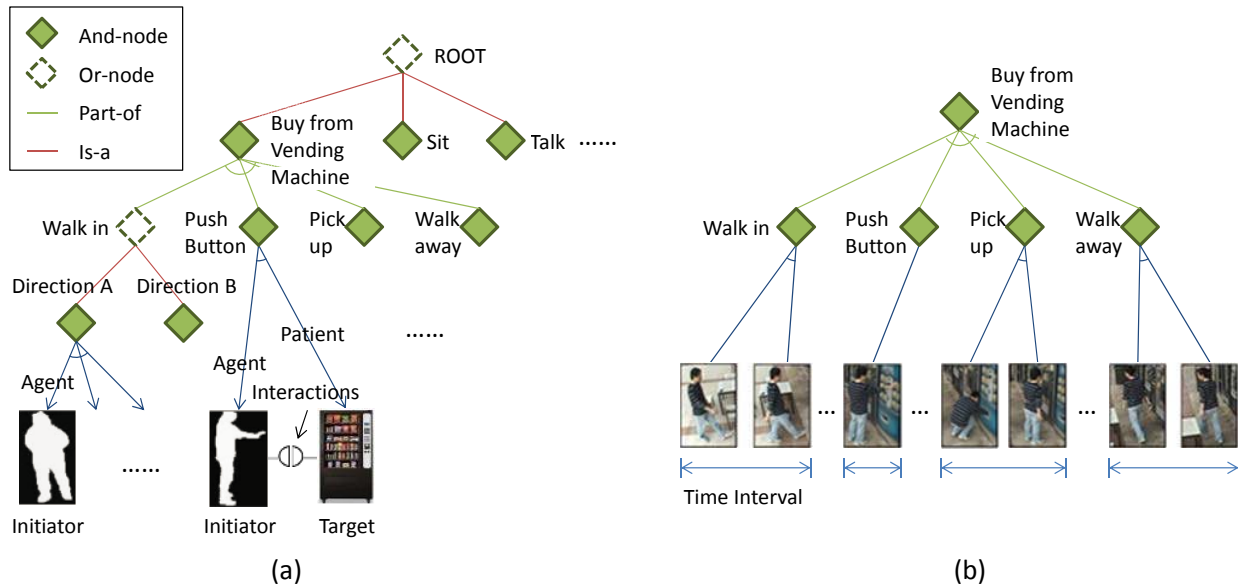 And-node
Or-node
Part-of
Is-a
ROOT
Buy from
Vending
Machine
Sit
Talk
......
Walk in
Push
Button
Pick
up
Walk
away
Direction A
Direction B
Agent
Agent
Patient
Interactions
......
......
Initiator
Initiator
Target
(a)
Buy from
Vending
Machine
Walk in
Push
Button
Pick
up
Walk
away
...
...
...
Time Interval
(b)